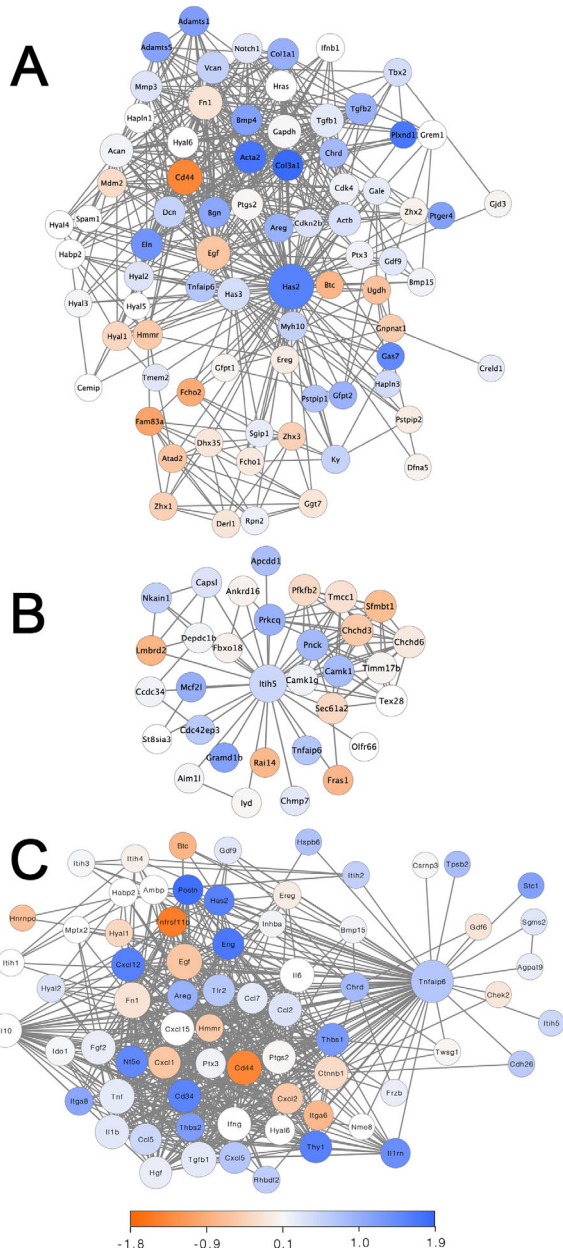 A
Adamts1
Adamts5
Notch1
Col1a1
Ifnb1
Vcan
Tbx2
Mmp3
Hras
Fn1
Tgfb2
Hapln1
Bmp4
Gapdh
Tgfb1
Plxnd1
Grem1
Hyal6
Acan
Acta2
Col3a1
Chrd
Cd44
Mdm2
Cdk4
Gale
Ptgs2
Zhx2
Gjd3
Spam1
Dcn
Bgn
Ptger4
Hyal4
Areg
Cdkn2b
Actb
Eln
Habp2
Egf
Ptx3
Gdf9
Hyal2
Bmp15
Tnfaip6
Has3
Has2
Btc
Ugdh
Hyal3
Hyal5
Myh10
Gnpnat1
Hyal1
Hmmr
Gas7
Ereg
Gfpt1
Creld1
Tmem2
Hapln3
Cemip
Fcho2
Pstpip1
Gfpt2
Fam83a
Pstpip2
Sgip1
Zhx3
Dhx35
Atad2
Fcho1
Ky
Dfna5
Zhx1
Ggt7
Derl1
Rpn2
B
Apcdd1
Capsl
Ankrd16
Pfkfb2
Tmcc1
Nkain1
Sfmbt1
Prkcq
Chchd3
Depdc1b
Fbxo18
Pnck
Chchd6
Lmbrd2
Timm17b
Itih5
Camk1g
Camk1
Ccdc34
Mcf2l
Tex28
Sec61a2
St8sia3
Cdc42ep3
Olfr66
Tnfaip6
Gramd1b
Rai14
Aim1l
Fras1
Iyd
Chmp7
C
Btc
Hspb6
Itih3
Itih4
Gdf9
Csrnp3
Tpsb2
Itih2
Habp2
Ambp
Postn
Has2
Ereg
Stc1
Hnrnpc
Tnfrsf11b
Inhba
Gdf6
Sgms2
Mplx2
Hyal1
Bmp15
Eng
Itih1
Cxcl12
Egf
Il6
Agpat9
Hyal2
Tlr2
Ccl7
Chrd
Tnfaip6
Fn1
Areg
Chek2
Ccl2
Il10
Cxcl15
Hmmr
Thbs1
Itih5
Ido1
Fgf2
Twsg1
Nt5e
Cxcl1
Ptx3
Cd44
Ptgs2
Ctnnb1
Cdh26
Tnf
Cd34
Cxcl2
Frzb
Itga8
Itga6
Il1b
Ccl5
Thbs2
Ifng
Hyal6
Nme8
Thy1
Il1rn
Hgf
Tgfb1
Cxcl5
Rhbdl2
-1.8 -0.9 0.1 1.0 1.9